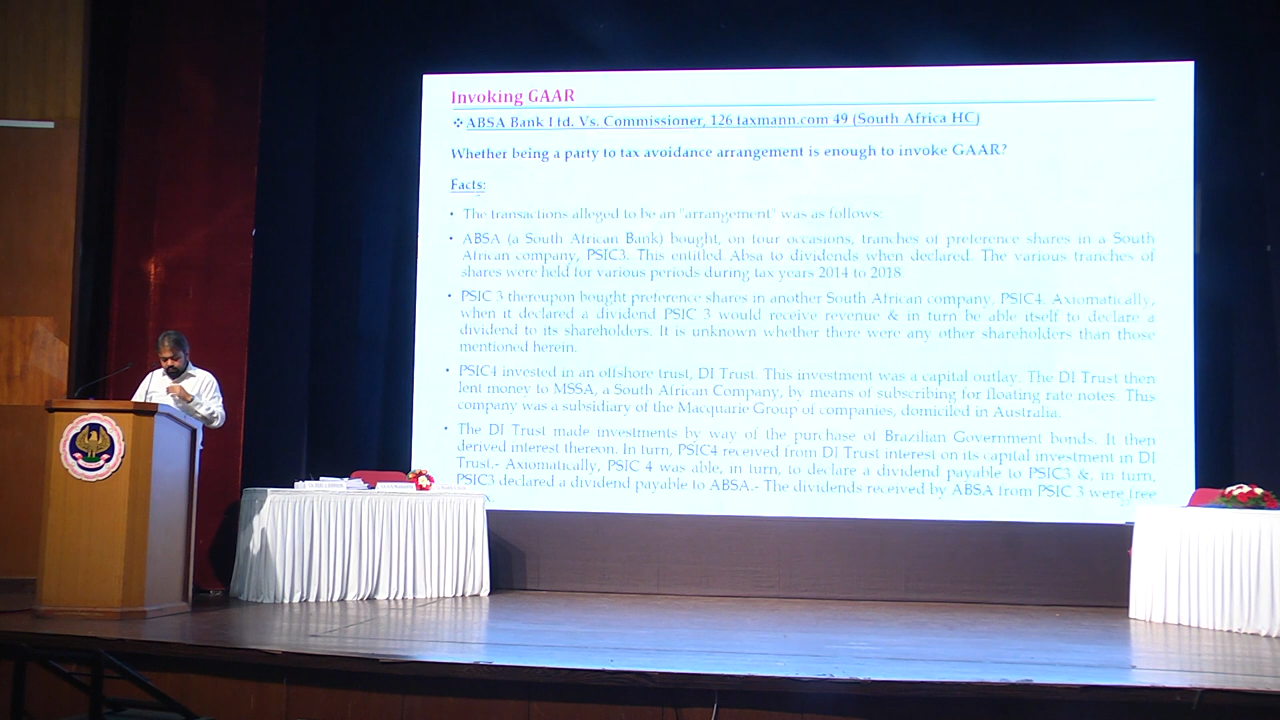 Invoking GAAR
❖ ABSA Bank Ltd. Vs. Commissioner, 126 taxmann.com 49 (South Africa HC)
Whether being a party to tax avoidance arrangement is enough to invoke GAAR?
Facts:
• The transactions alleged to be an "arrangement" was as follows:
• ABSA (a South African Bank) bought, on four occasions, tranches of preference shares in a South
African company, PSIC3. This entitled Absa to dividends when declared. The various tranches of
shares were held for various periods during tax years 2014 to 2018.
• PSIC 3 thereupon bought preference shares in another South African company, PSIC4. Axiomatically,
when it declared a dividend PSIC 3 would receive revenue & in turn be able itself to declare a
dividend to its shareholders. It is unknown whether there were any other shareholders than those
mentioned herein.
• PSIC4 invested in an offshore trust, DI Trust. This investment was a capital outlay. The DI Trust then
lent money to MSSA, a South African Company, by means of subscribing for floating rate notes. This
company was a subsidiary of the Macquarie Group of companies, domiciled in Australia.
• The DI Trust made investments by way of the purchase of Brazilian Government bonds. It then
derived interest thereon. In turn, PSIC4 received from DI Trust interest on its capital investment in DI
Trust.- Axiomatically, PSIC 4 was able, in turn, to declare a dividend payable to PSIC3 &, in turn,
PSIC3 declared a dividend payable to ABSA.- The dividends received by ABSA from PSIC 3 were free